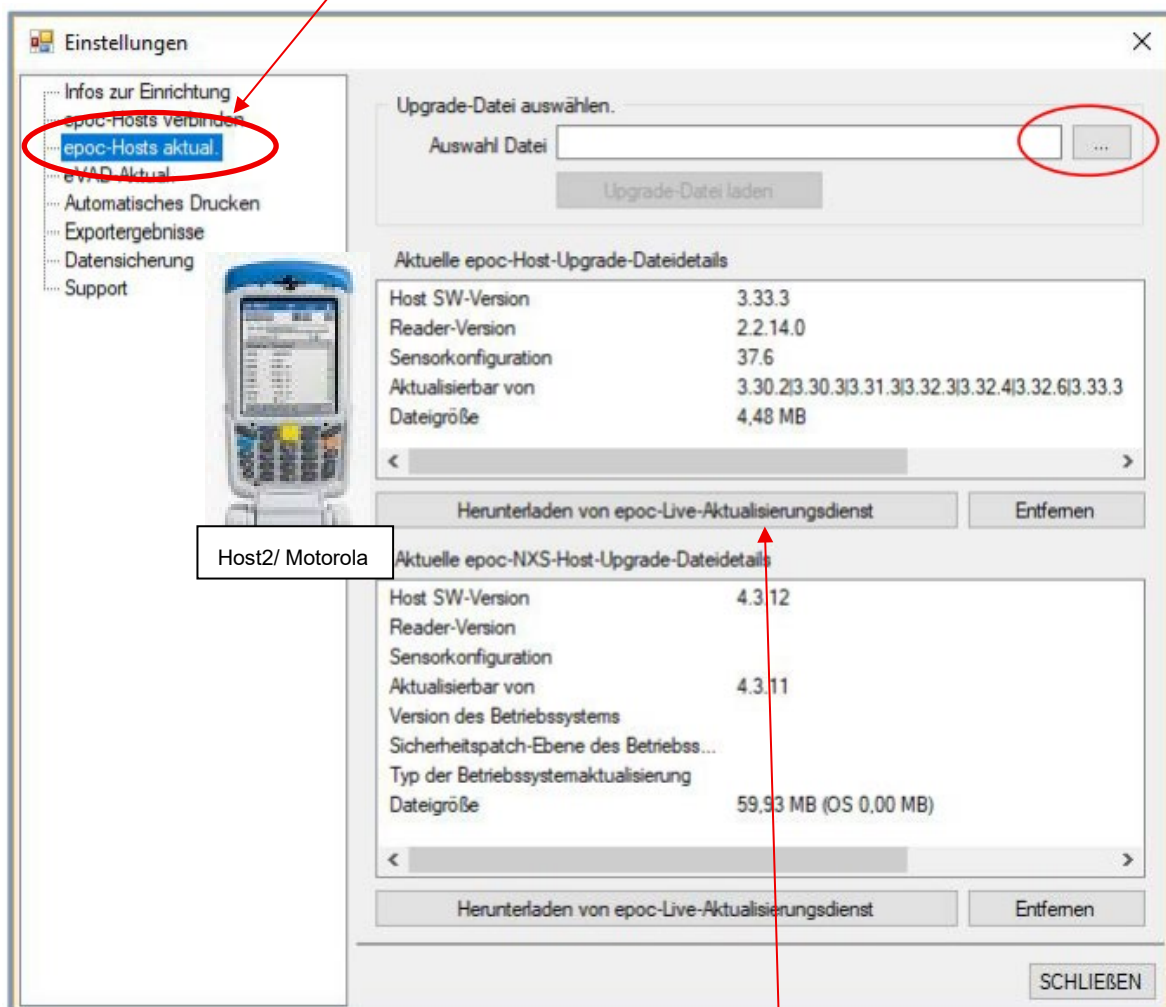 Einstellungen
Infos zur Einrichtung
epoc-Hosts verbinden
epoc-Hosts aktual.
eVAD-Aktual.
Automatisches Drucken
Exportergebnisse
Datensicherung
Support
Upgrade-Datei auswählen.
Auswahl Datei
...
Upgrade-Datei laden
Aktuelle epoc-Host-Upgrade-Dateidetails
Host SW-Version 3.33.3
Reader-Version 2.2.14.0
Sensorkonfiguration 37.6
Aktualisierbar von 3.30.2|3.30.3|3.31.3|3.32.3|3.32.4|3.32.6|3.33.3
Dateigröße 4,48 MB
Herunterladen von epoc-Live-Aktualisierungsdienst Entfernen
Host2/ Motorola
Aktuelle epoc-NXS-Host-Upgrade-Dateidetails
Host SW-Version 4.3.12
Reader-Version
Sensorkonfiguration
Aktualisierbar von 4.3.11
Version des Betriebssystems
Sicherheitspatch-Ebene des Betriebss...
Typ der Betriebssystemaktualisierung
Dateigröße 59,93 MB (OS 0,00 MB)
Herunterladen von epoc-Live-Aktualisierungsdienst Entfernen
SCHLIEßEN